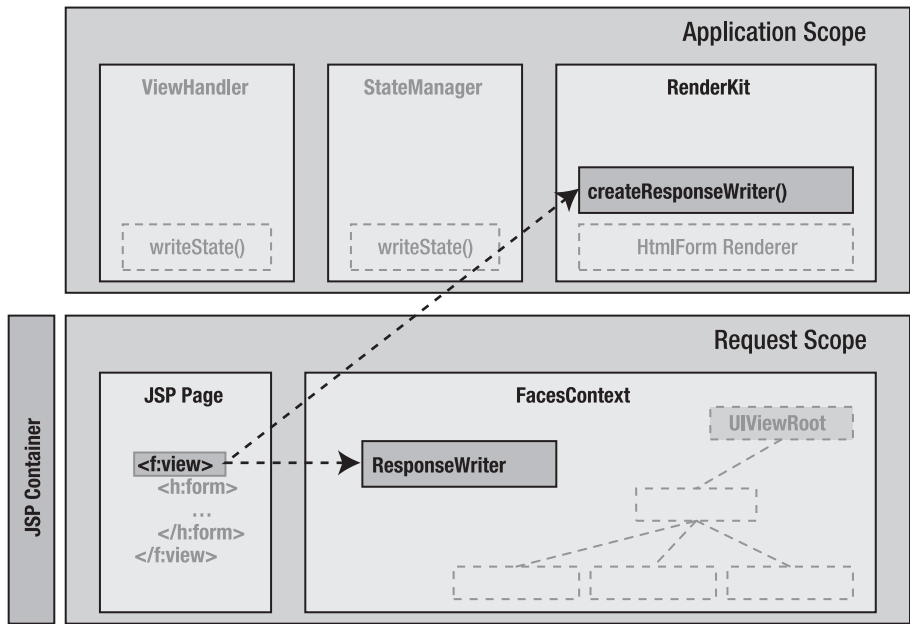 Application Scope
ViewHandler
StateManager
RenderKit
createResponseWriter()
writeState()
writeState()
HtmlForm Renderer
JSP Container
Request Scope
JSP Page
FacesContext
UIViewRoot
<f:view>
ResponseWriter
<h:form>
...
</h:form>
</f:view>